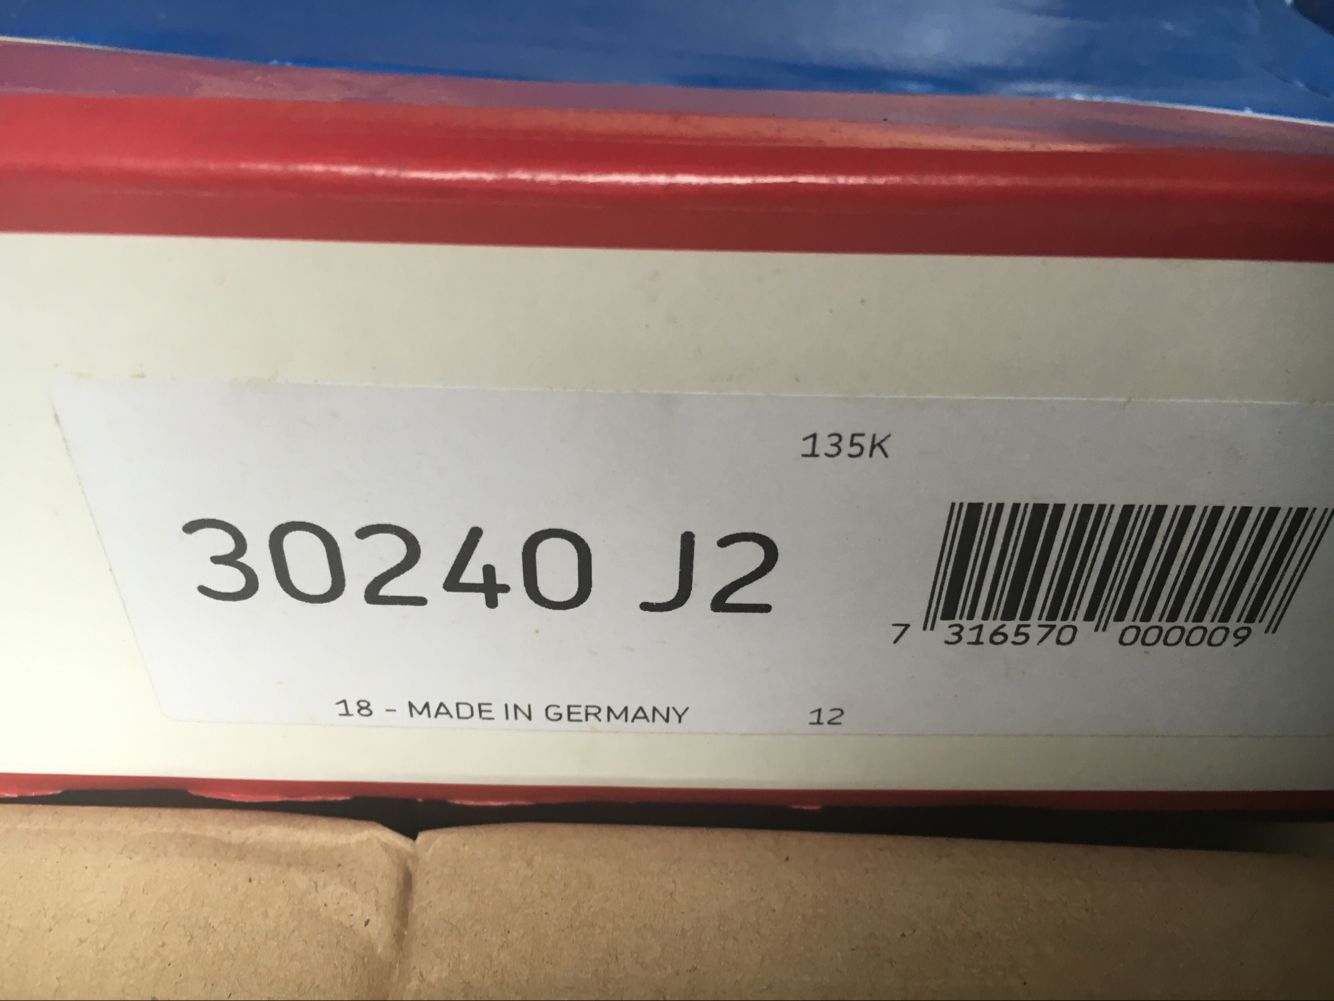 135K
30240 J2
7 316570 000009
18 - MADE IN GERMANY 12